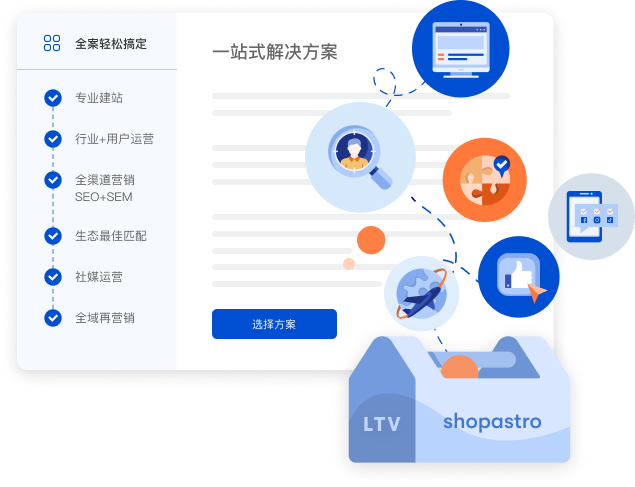 全案轻松搞定
一站式解决方案
专业建站
行业+用户运营
全渠道营销
SEO+SEM
生态最佳匹配
社媒运营
全域再营销
选择方案
LTV
shopastro